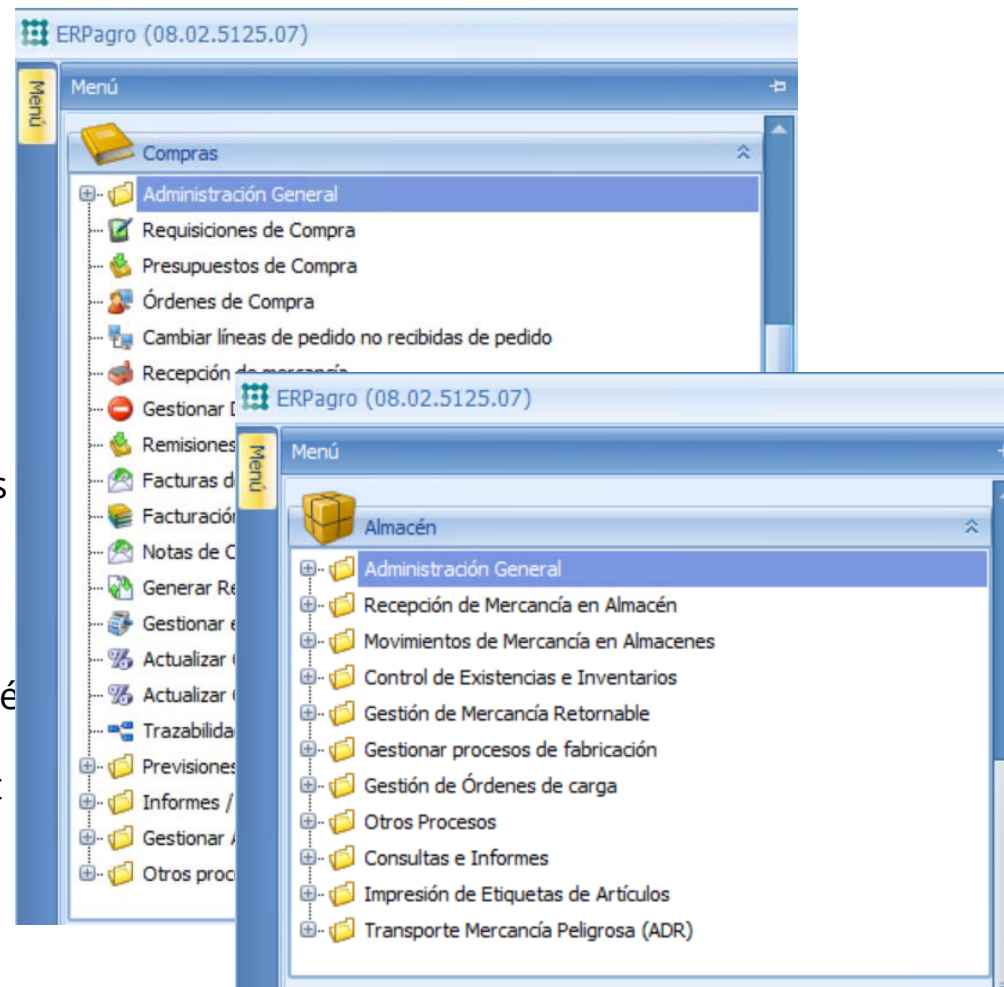 ERPagro (08.02.5125.07)
Menú
Menú
Compras
Administración General
Requisiciones de Compra
Presupuestos de Compra
Órdenes de Compra
Cambiar líneas de pedido no recibidas de pedido
Recepción de mercancía
Gestionar
Remisiones
Facturas
Facturación
Notas de
Generar
Gestionar
Actualizar
Actualizar
Previsiones
Informes /
Gestionar
Otros
ERPagro (08.02.5125.07)
Menú
Menú
Almacén
Administración General
Recepción de Mercancía en Almacén
Movimientos de Mercancía en Almacenes
Control de Existencias e Inventarios
Gestión de Mercancía Retornable
Gestionar procesos de fabricación
Gestión de Órdenes de carga
Otros Procesos
Consultas e Informes
Impresión de Etiquetas de Artículos
Transporte Mercancía Peligrosa (ADR)